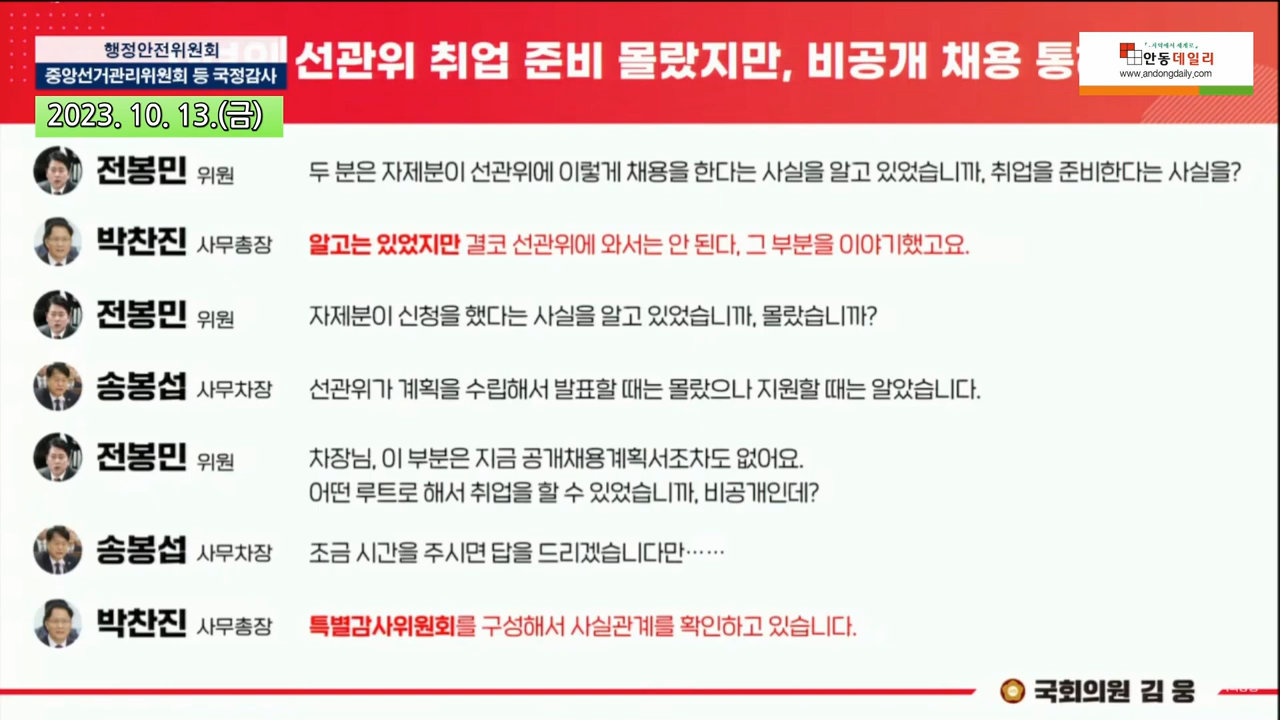 행정안전위원회
중앙선거관리위원회 등 국정감사
선관위 취업 준비 몰랐지만, 비공개 채용
안동데일리
www.andongdaily.com
2023. 10. 13.(금)
전봉민 위원 두 분은 자제분이 선관위에 이렇게 채용을 한다는 사실을 알고 있었습니까, 취업을 준비한다는 사실을?
박찬진 사무총장 알고는 있었지만 결코 선관위에 와서는 안 된다, 그 부분을 이야기했고요.
전봉민 위원 자제분이 신청을 했다는 사실을 알고 있었습니까, 몰랐습니까?
송봉섭 사무차장 선관위가 계획을 수립해서 발표할 때는 몰랐으나 지원할 때는 알았습니다.
전봉민 위원 차장님, 이 부분은 지금 공개채용계획서조차도 없어요.
어떤 루트로 해서 취업을 할 수 있었습니까, 비공개인데?
송봉섭 사무차장 조금 시간을 주시면 답을 드리겠습니다만……
박찬진 사무총장 특별감사위원회를 구성해서 사실관계를 확인하고 있습니다.
국회의원 김 웅